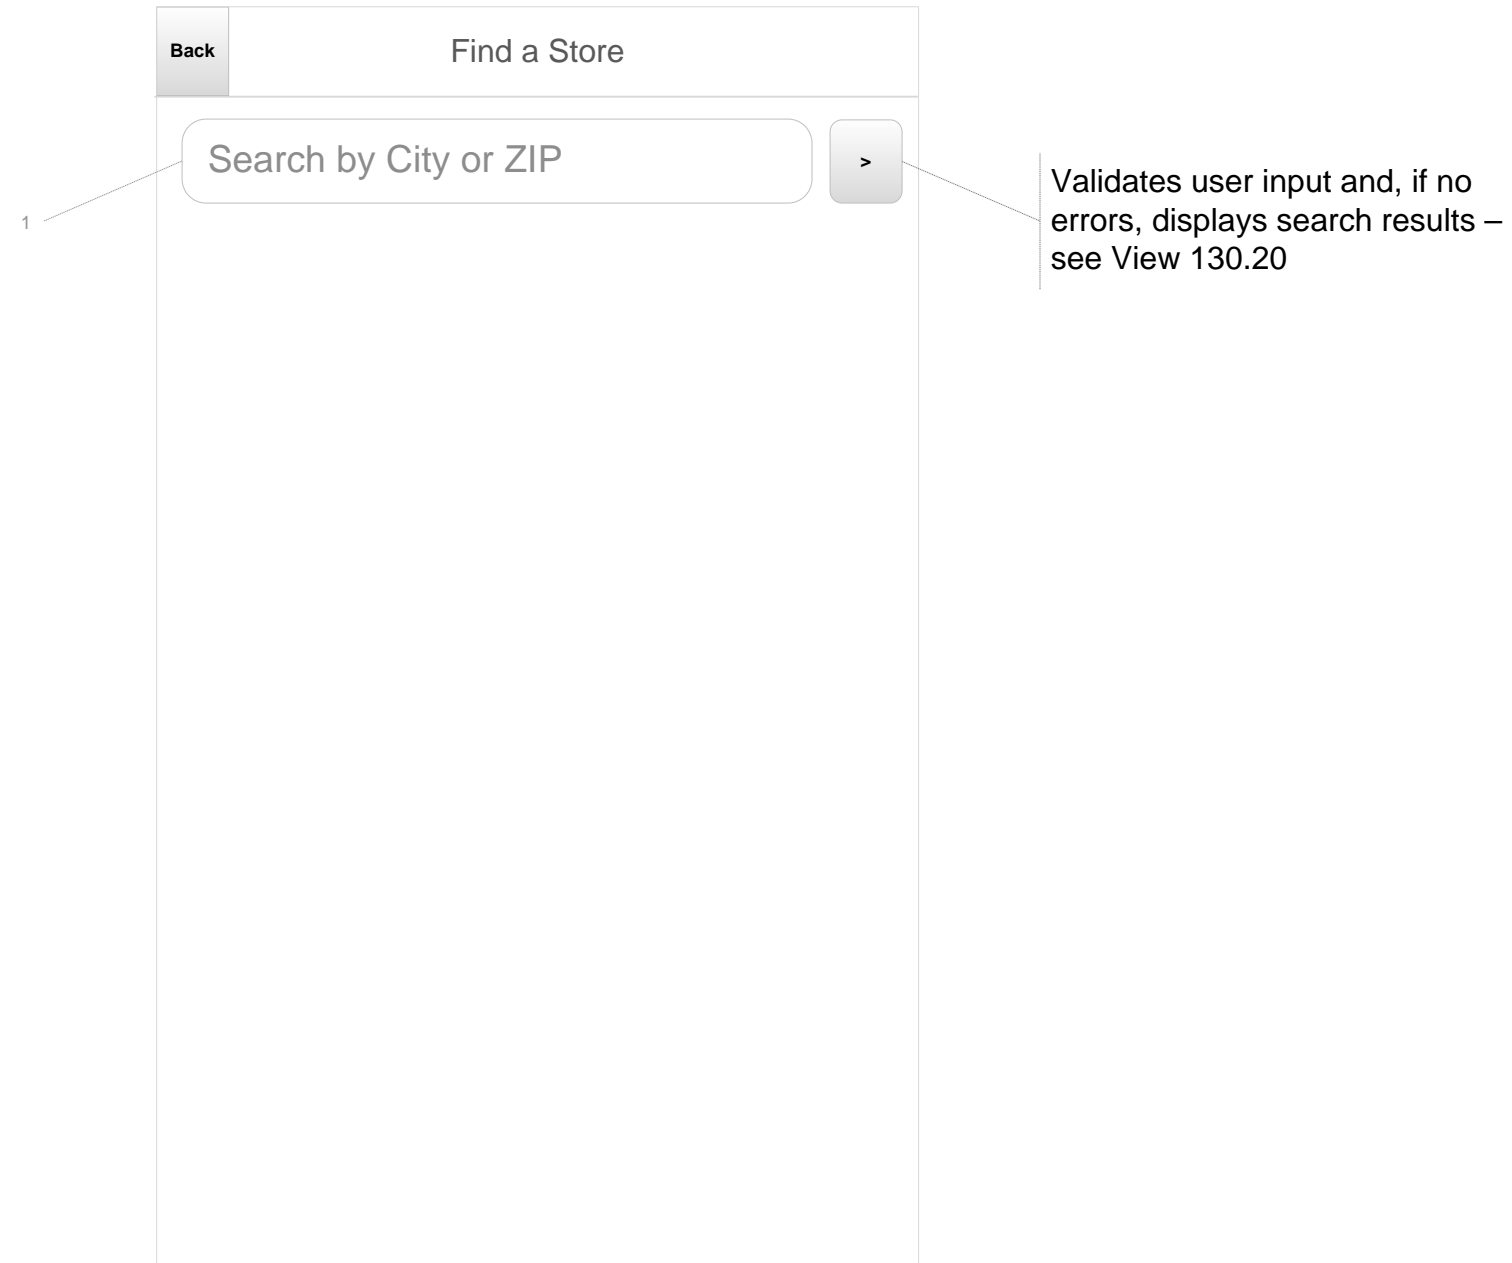 Back
Find a Store
Search by City or ZIP
>
1
Validates user input and, if no
errors, displays search results –
see View 130.20